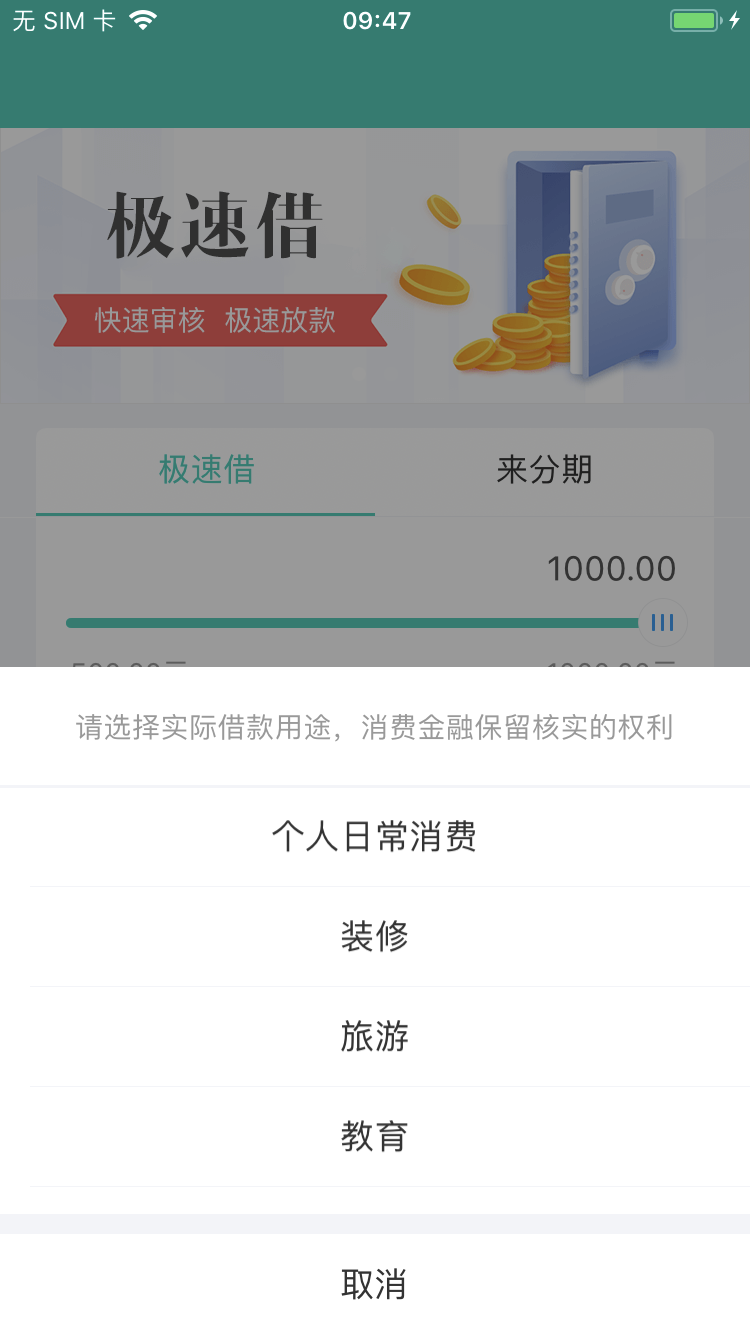 无 SIM 卡
09:47
极速借
快速审核 极速放款
极速借
来分期
1000.00
请选择实际借款用途，消费金融保留核实的权利
个人日常消费
装修
旅游
教育
取消